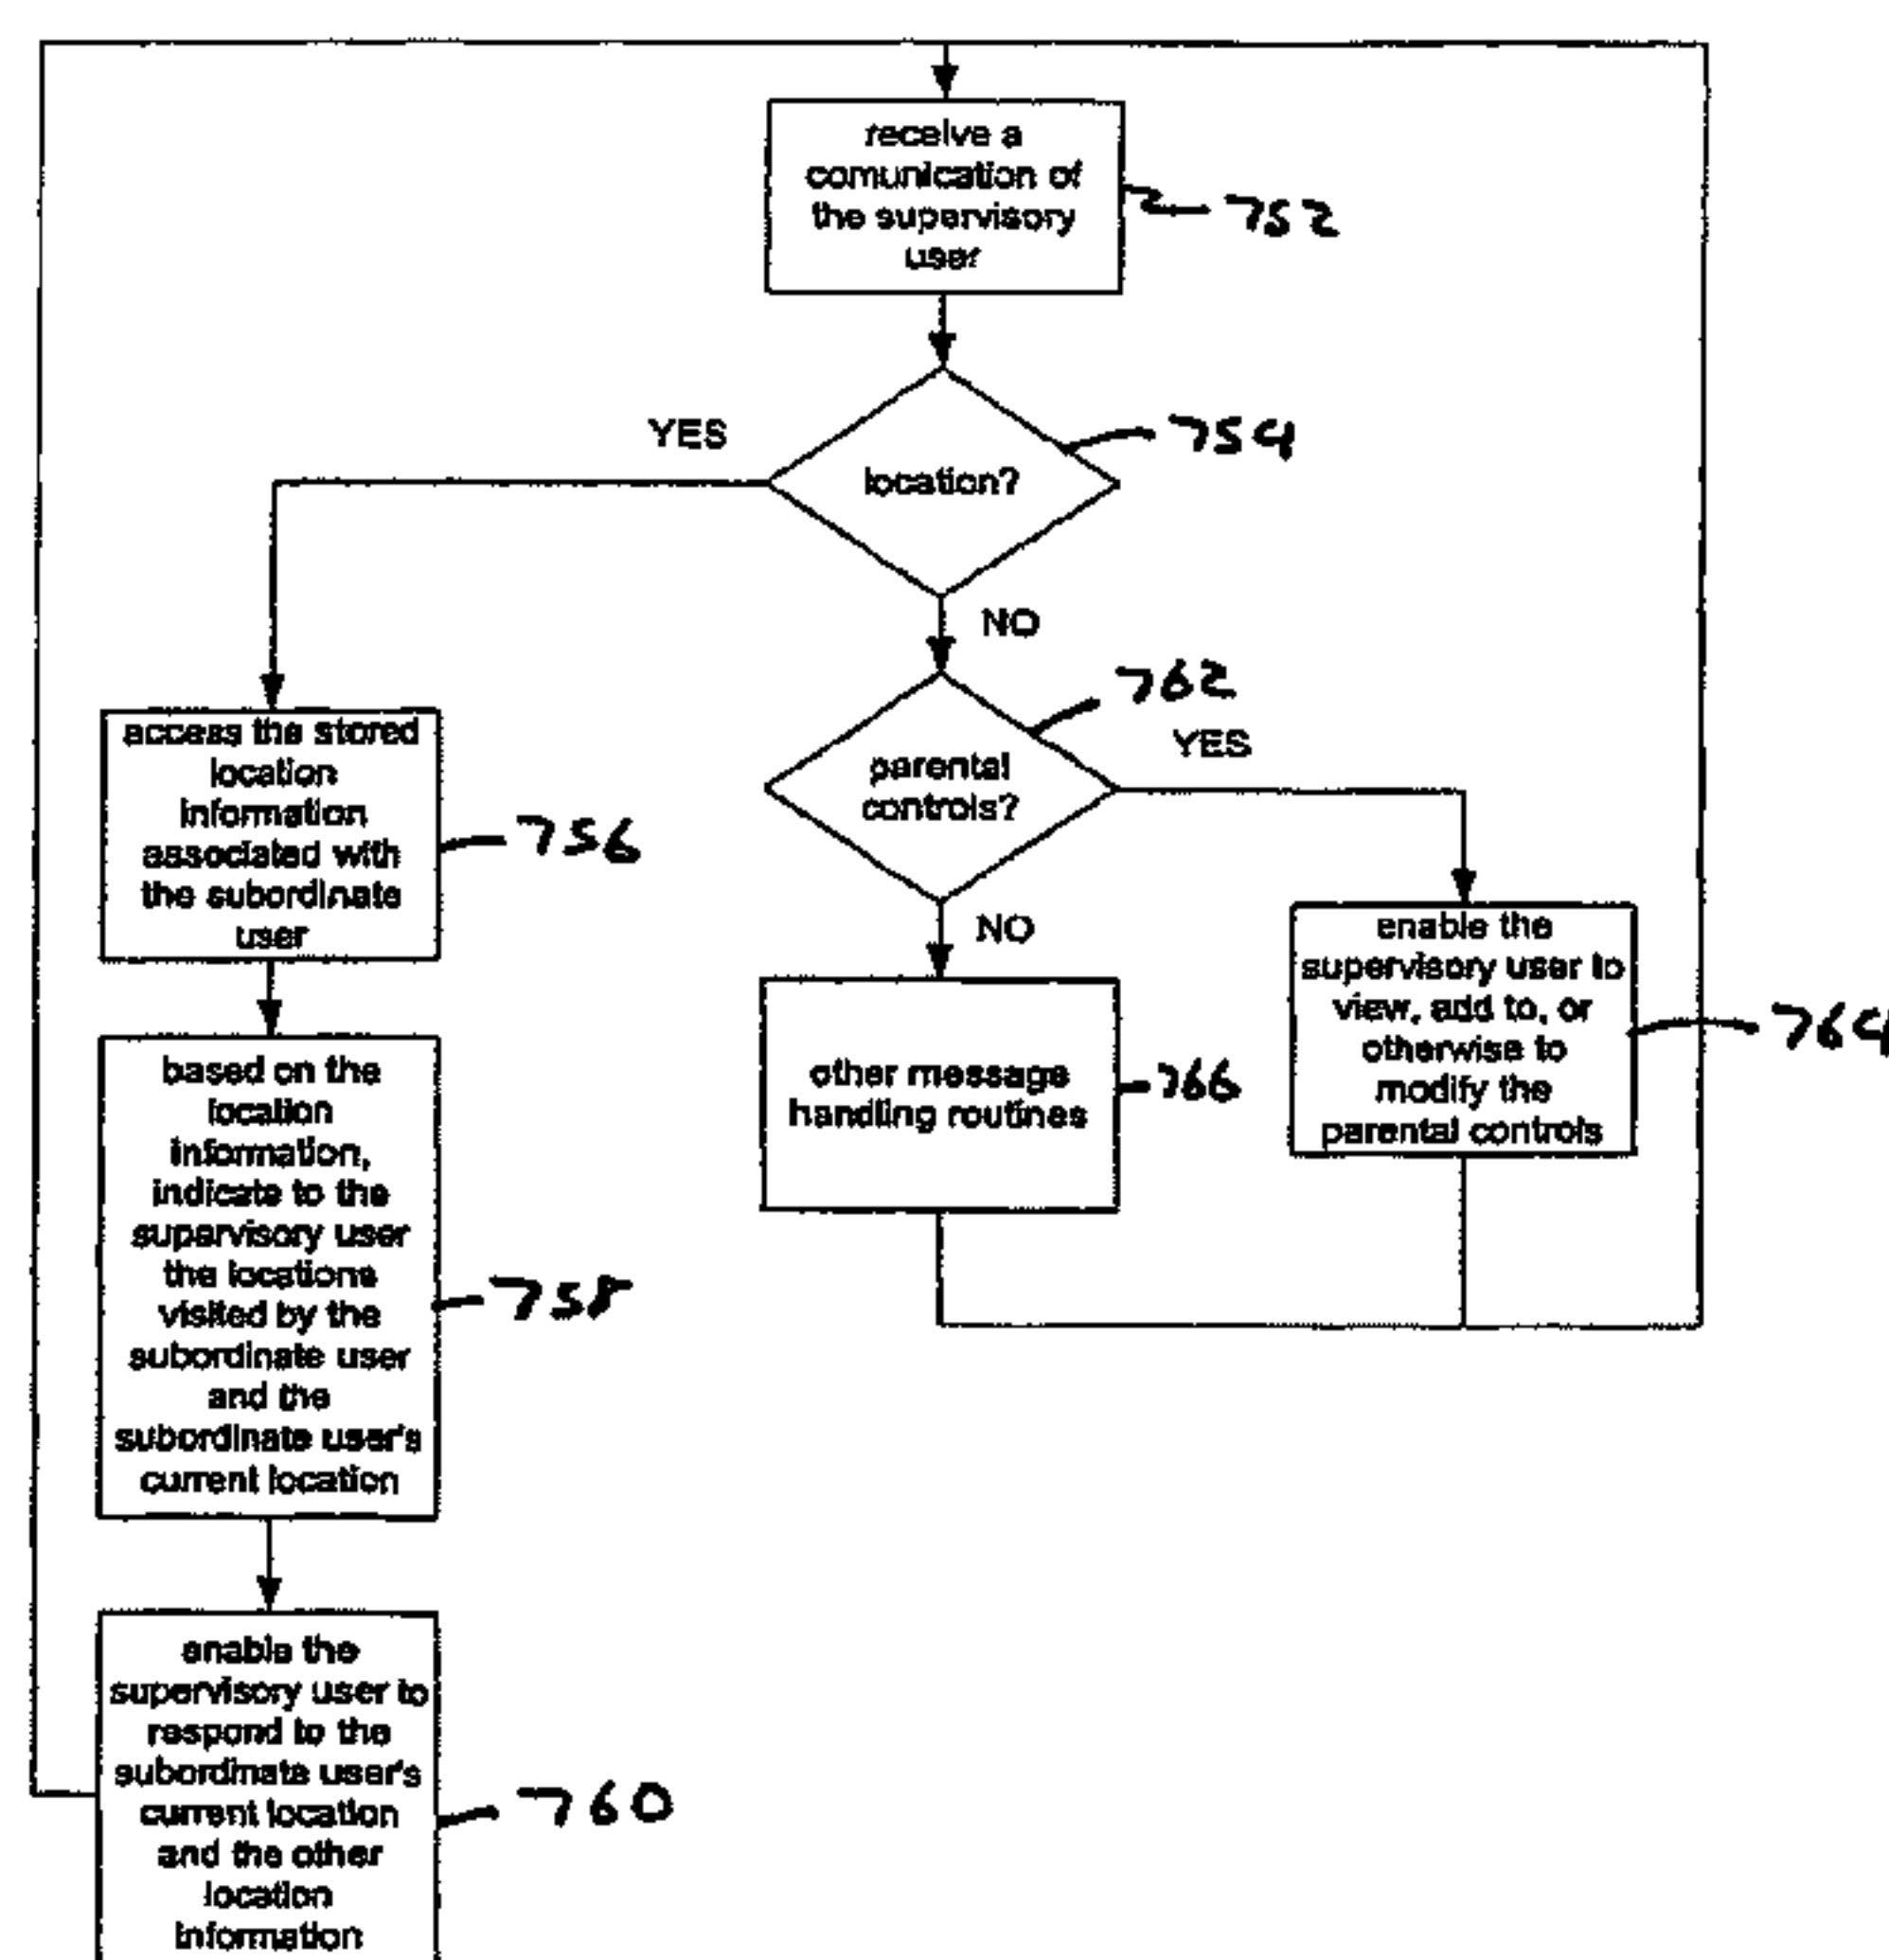 receive a
comunication of
the supervisory
user
752
YES
location?
754
NO
762
parental
controls?
YES
access the stored
location
information
associated with
the subordinate
user
756
NO
enable the
supervisory user to
view, add to, or
otherwise to
modify the
parental controls
764
other message
handling routines
766
based on the
location
information,
indicate to the
supervisory user
the locations
visited by the
subordinate user
and the
subordinate user's
current location
758
enable the
supervisory user to
respond to the
subordinate user's
current location
and the other
location
information
760